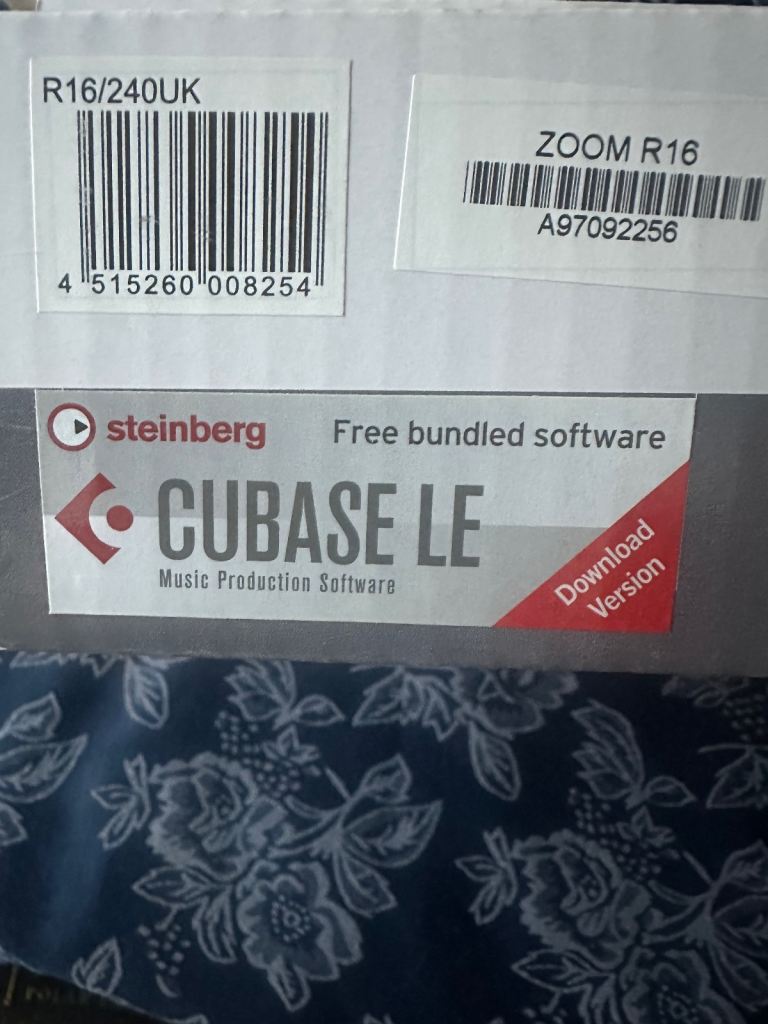 R16/240UK
4 515260 008254
ZOOM R16
A97092256
steinberg
Free bundled software
CUBASE LE
Music Production Software
Download
Version